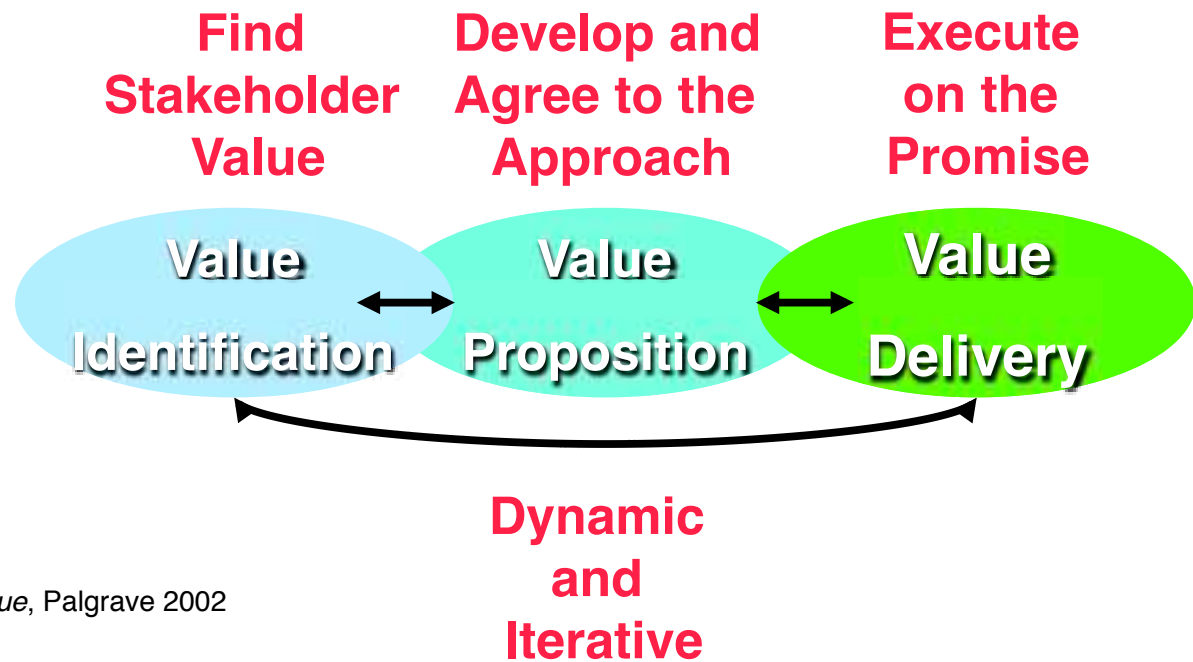 Find
Stakeholder
Value
Develop and
Agree to the
Approach
Execute
on the
Promise
Value
Identification
Value
Proposition
Value
Delivery
Dynamic
and
Iterative
ue, Palgrave 2002